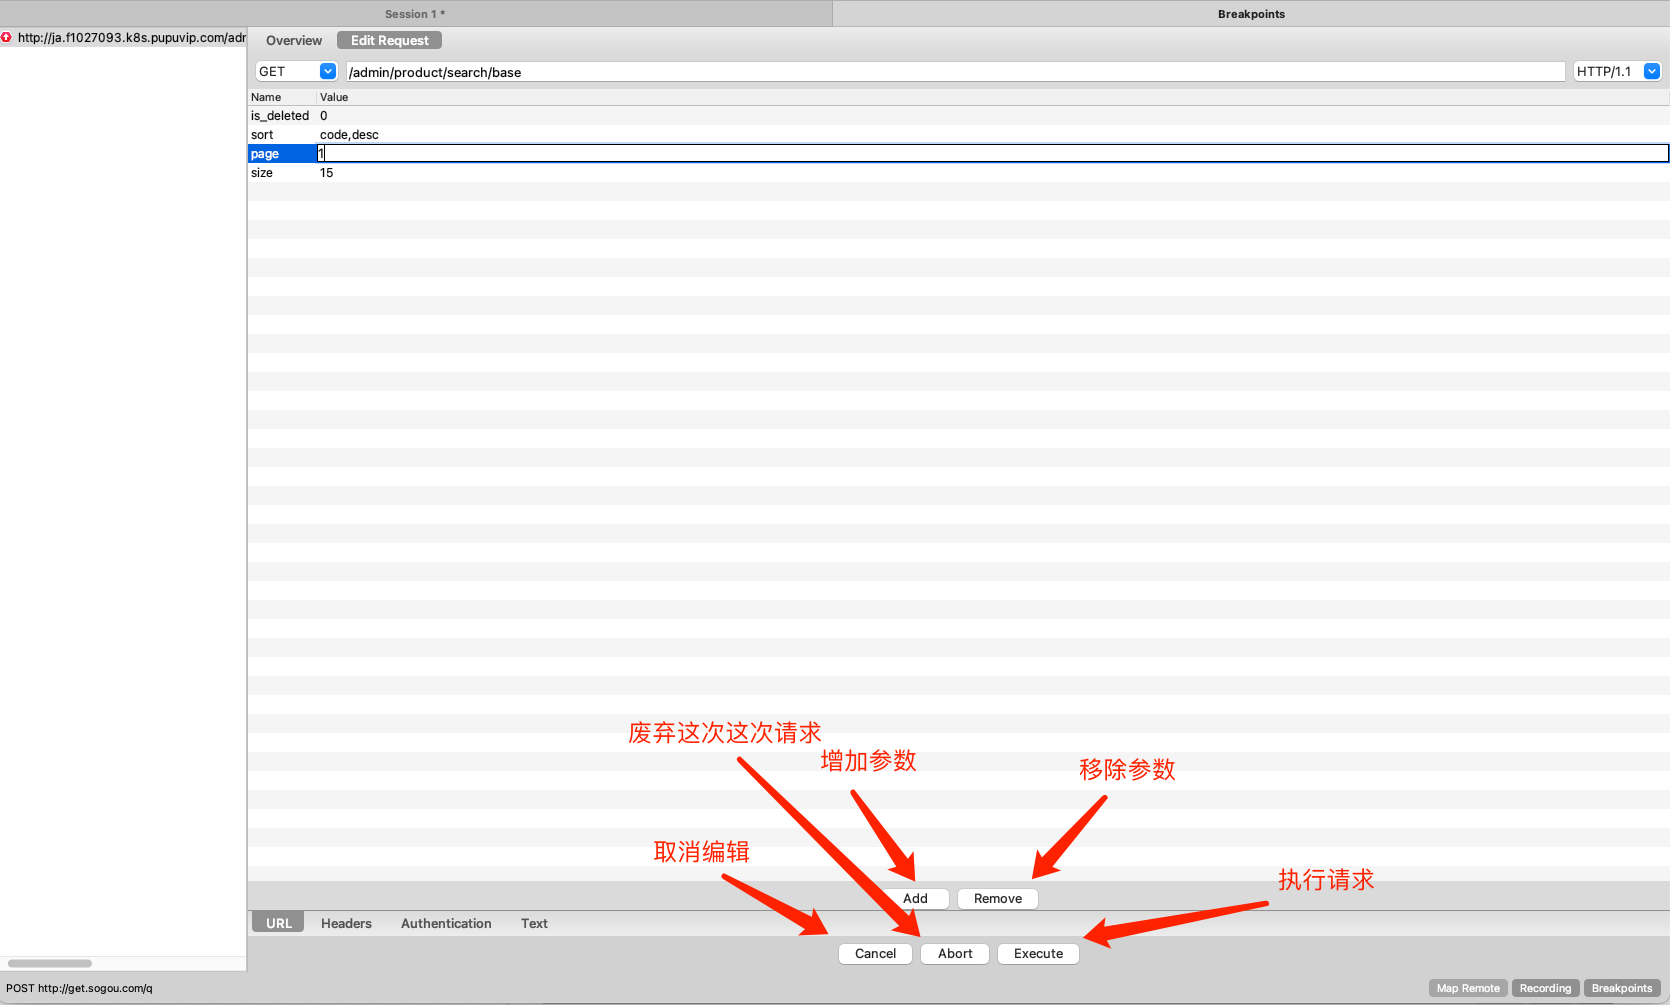 Session 1 *
Breakpoints
http://ja.f1027093.k8s.pupuvip.com/adr
Overview
Edit Request
GET
/admin/product/search/base
HTTP/1.1
Name Value
is_deleted 0
sort code,desc
page 1
size 15
废弃这次这次请求
增加参数
移除参数
取消编辑
执行请求
Add
Remove
URL
Headers
Authentication
Text
Cancel
Abort
Execute
POST http://get.sogou.com/q
Map Remote
Recording
Breakpoints